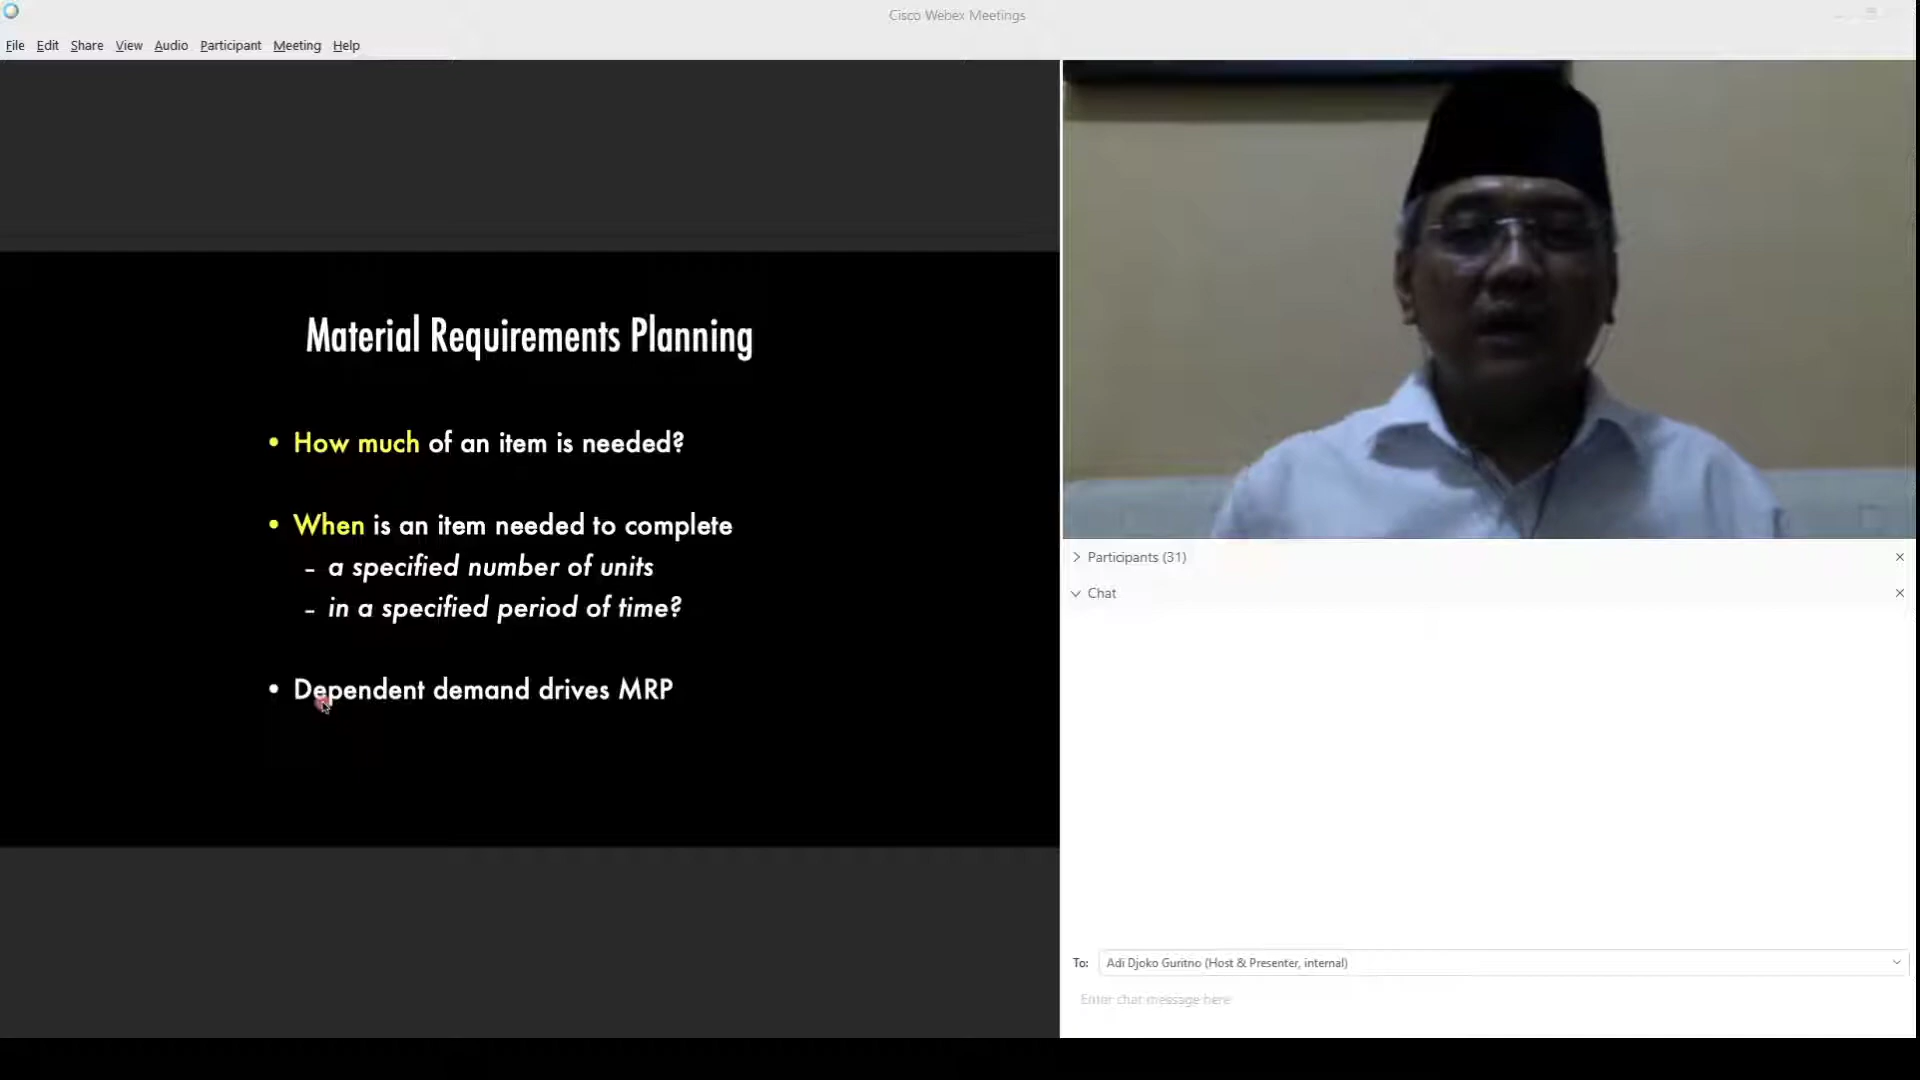 Cisco Webex Meetings
File Edit Share View Audio Participant Meeting Help
Material Requirements Planning
• How much of an item is needed?
• When is an item needed to complete
– a specified number of units
– in a specified period of time?
• Dependent demand drives MRP
Participants (31)
Chat
To: Adi Djoko Guritno (Host & Presenter, internal)
Enter chat message here